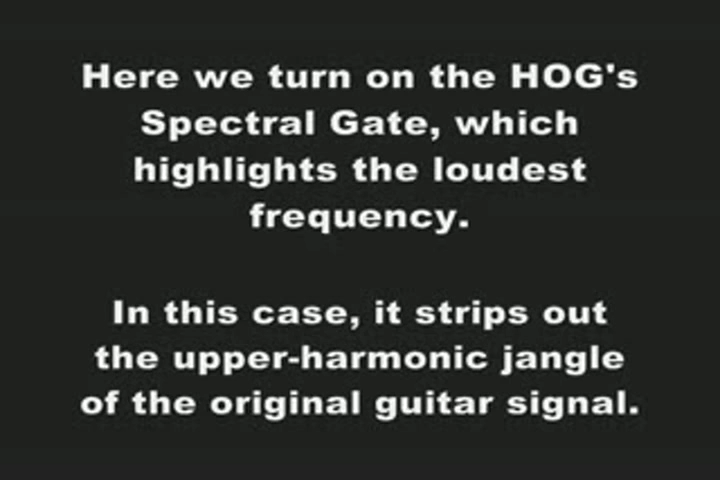 Here we turn on the HOG's
Spectral Gate, which
highlights the loudest
frequency.
In this case, it strips out
the upper-harmonic jangle
of the original guitar signal.